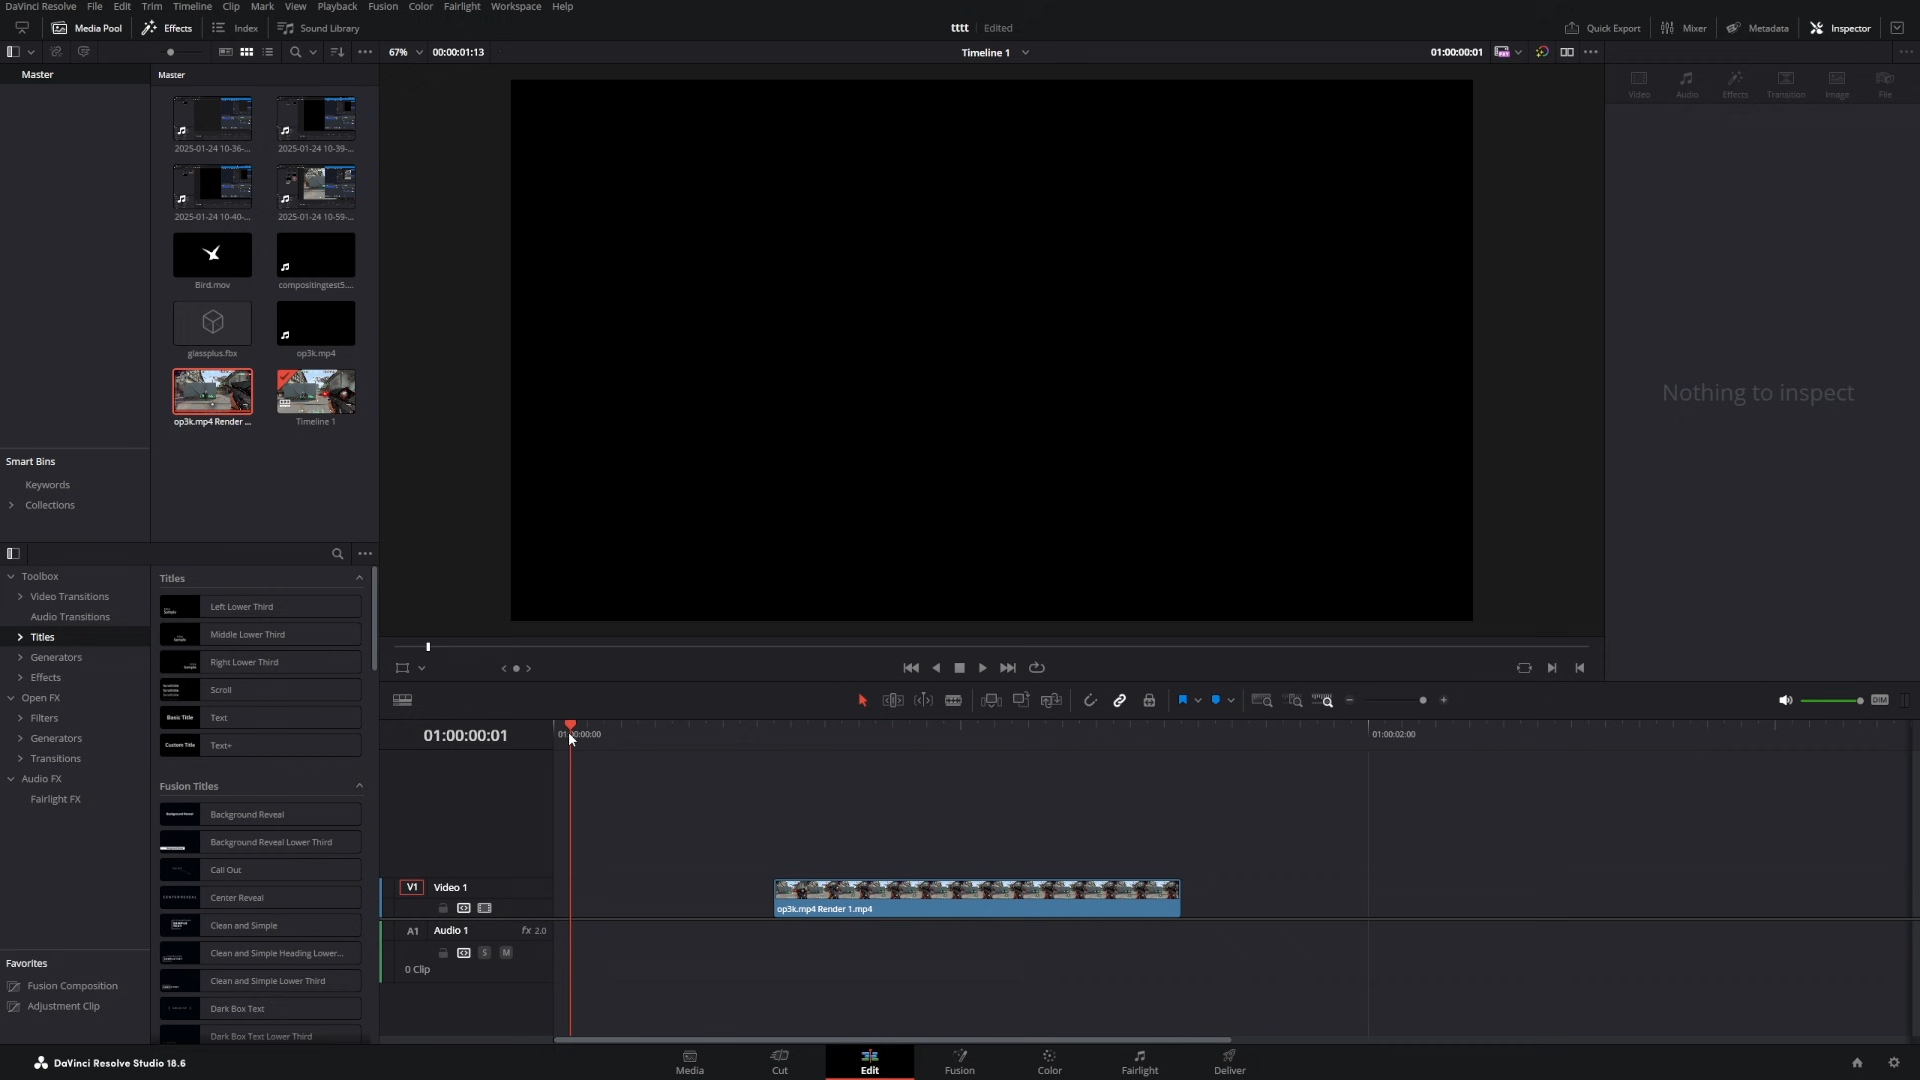 DaVinci Resolve File Edit Trim Timeline Clip Mark View Playback Fusion Color Fairlight Workspace Help
Media Pool Effects Index Sound Library tttt Edited Quick Export Mixer Metadata Inspector
67% 00:00:01:13 Timeline 1 01:00:00:01
Master
Master
Video Audio Effects Transition Image File
2025-01-24 10-36-... 2025-01-24 10-39-...
2025-01-24 10-40-... 2025-01-24 10-59-...
Bird.mov compositingtest5....
glassplus.fbx op3k.mp4
op3k.mp4 Render ... Timeline 1
Nothing to inspect
Smart Bins
Keywords
Collections
Toolbox
Video Transitions
Audio Transitions
Titles
Generators
Effects
Open FX
Filters
Generators
Transitions
Audio FX
Fairlight FX
Favorites
Fusion Composition
Adjustment Clip
Titles
Left Lower Third
Middle Lower Third
Right Lower Third
Scroll
Basic Title Text
Custom Title Text+
Fusion Titles
Background Reveal
Background Reveal Lower Third
Call Out
Center Reveal
Clean and Simple
Clean and Simple Heading Lower...
Clean and Simple Lower Third
Dark Box Text
Dark Box Text Lower Third
DIM
01:00:00:01 01:00:00:00 01:00:02:00
V1 Video 1
op3k.mp4 Render 1.mp4
A1 Audio 1 fx 2.0
S M
0 Clip
DaVinci Resolve Studio 18.6
Media Cut Edit Fusion Color Fairlight Deliver